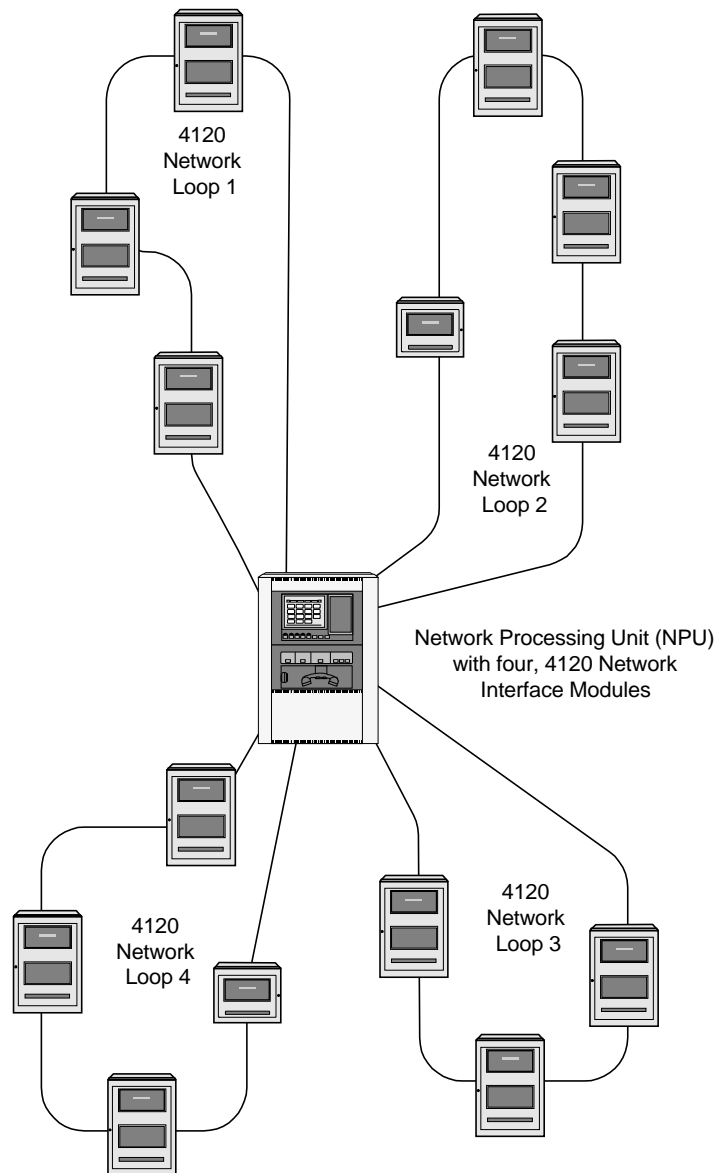 4120
Network
Loop 1
4120
Network
Loop 2
Network Processing Unit (NPU)
with four, 4120 Network
Interface Modules
4120
Network
Loop 4
4120
Network
Loop 3